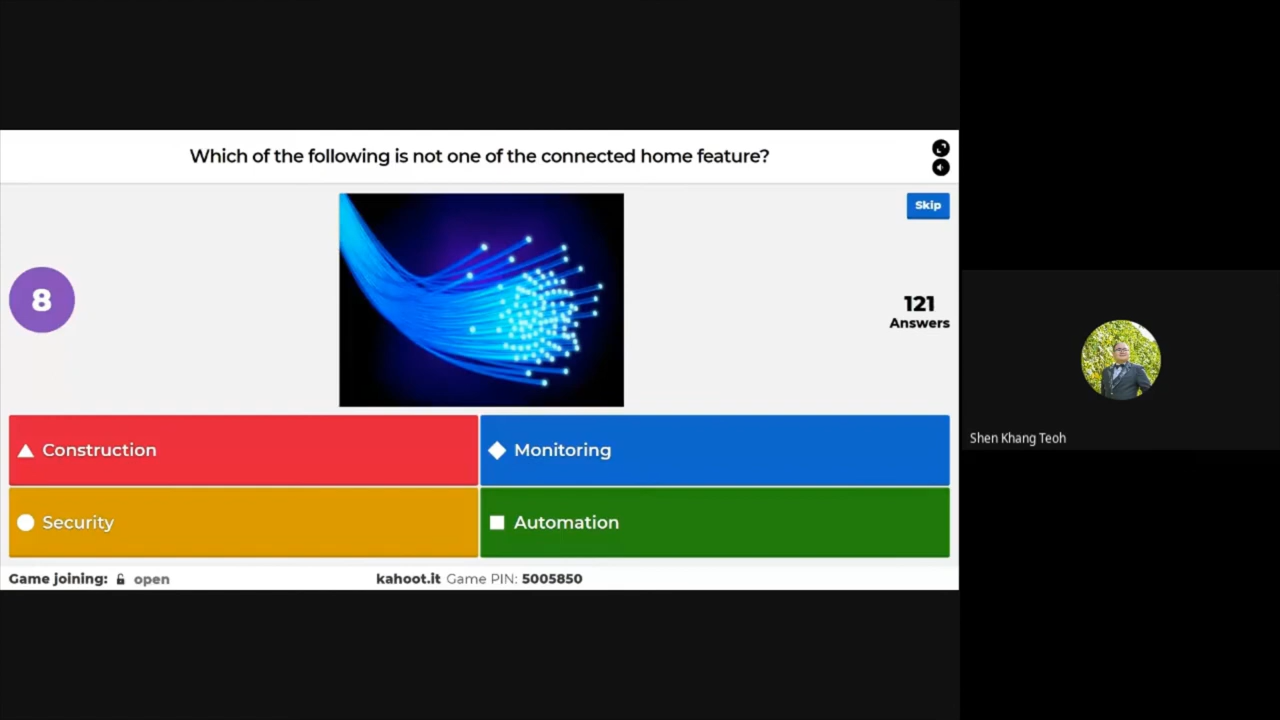 Which of the following is not one of the connected home feature?
Skip
8
121
Answers
Construction
Monitoring
Security
Automation
Game joining: open
kahoot.it Game PIN: 5005850
Shen Khang Teoh